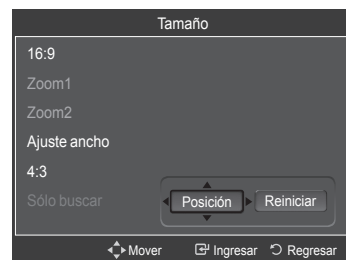 Tamaño
16:9
Zoom1
Zoom2
Ajuste ancho
4:3
Sólo buscar
Posición Reiniciar
Mover Ingresar Regresar